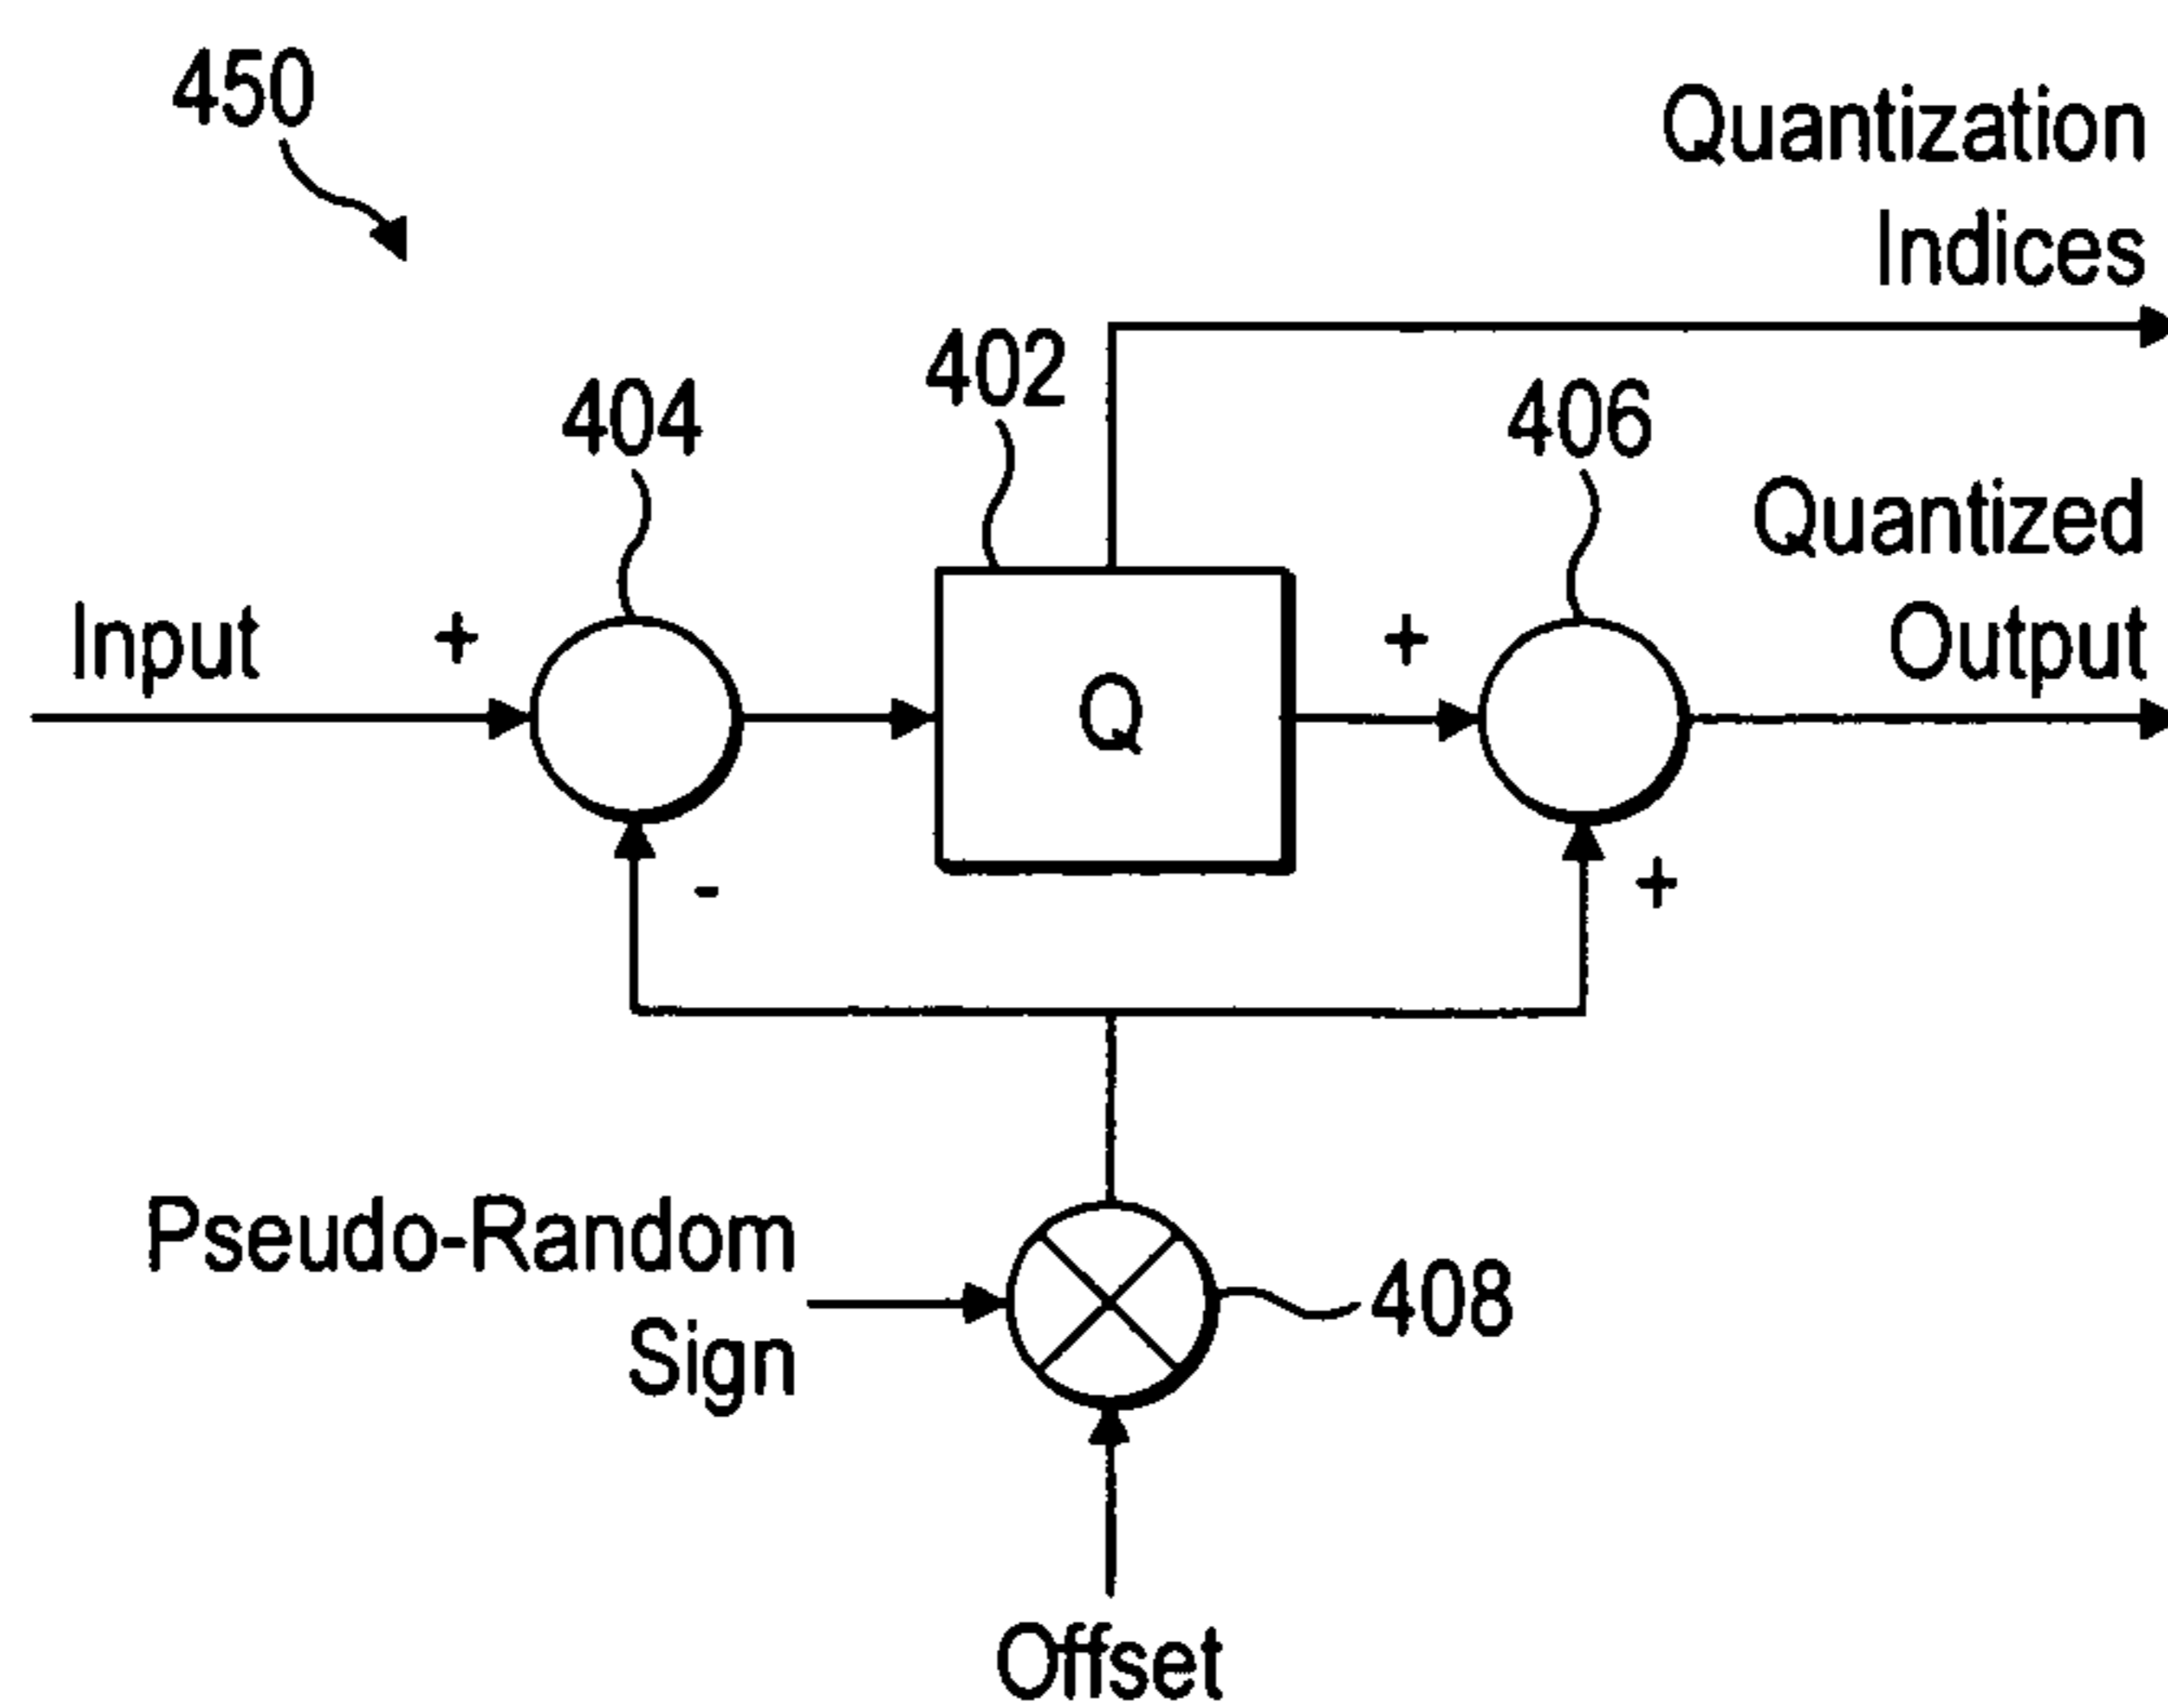 450
Quantization
Indices
402
404
406
Quantized
Output
Input
+
+
Q
-
+
Pseudo-Random
Sign
408
Offset